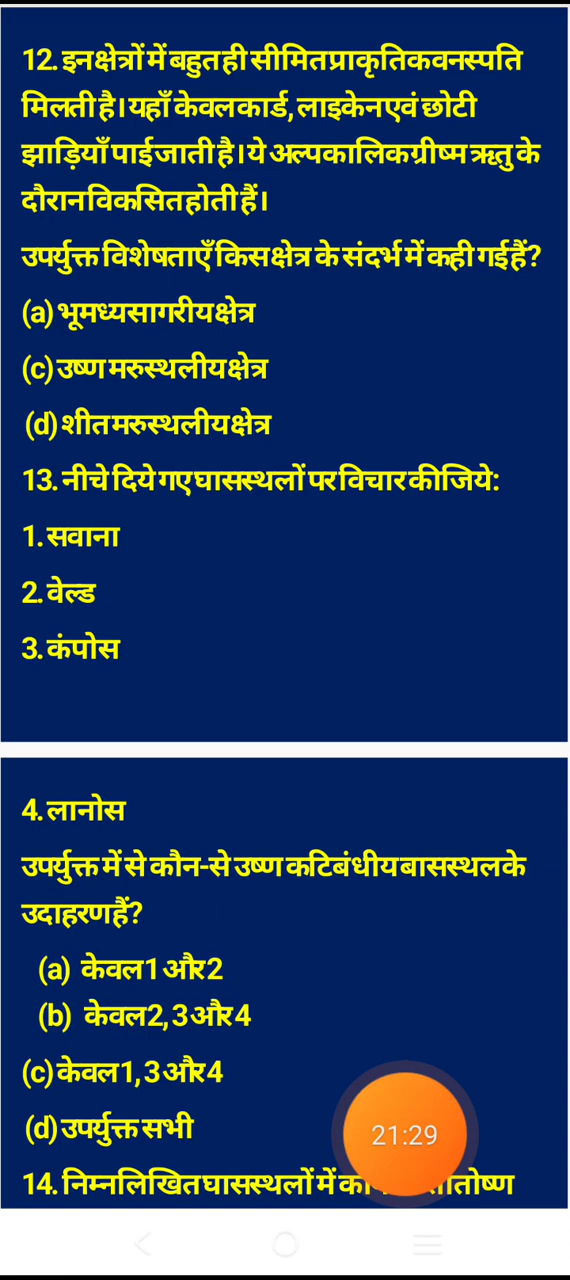 12. इन क्षेत्रों में बहुत ही सीमित प्राकृतिक वनस्पति
मिलती है। यहाँ केवल कार्ड, लाइकेन एवं छोटी
झाड़ियाँ पाई जाती है। ये अल्पकालिक ग्रीष्म ऋतु के
दौरान विकसित होती हैं।
उपर्युक्त विशेषताएँ किस क्षेत्र के संदर्भ में कही गई हैं?
(a) भूमध्यसागरीय क्षेत्र
(c) उष्ण मरुस्थलीय क्षेत्र
(d) शीत मरुस्थलीय क्षेत्र
13. नीचे दिये गए घासस्थलों पर विचार कीजिये:
1. सवाना
2. वेल्ड
3. कंपोस
4. लानोस
उपर्युक्त में से कौन-से उष्ण कटिबंधीय बासस्थल के
उदाहरण हैं?
(a) केवल 1 और 2
(b) केवल 2, 3 और 4
(c) केवल 1, 3 और 4
(d) उपर्युक्त सभी
21:29
14. निम्नलिखित घासस्थलों में